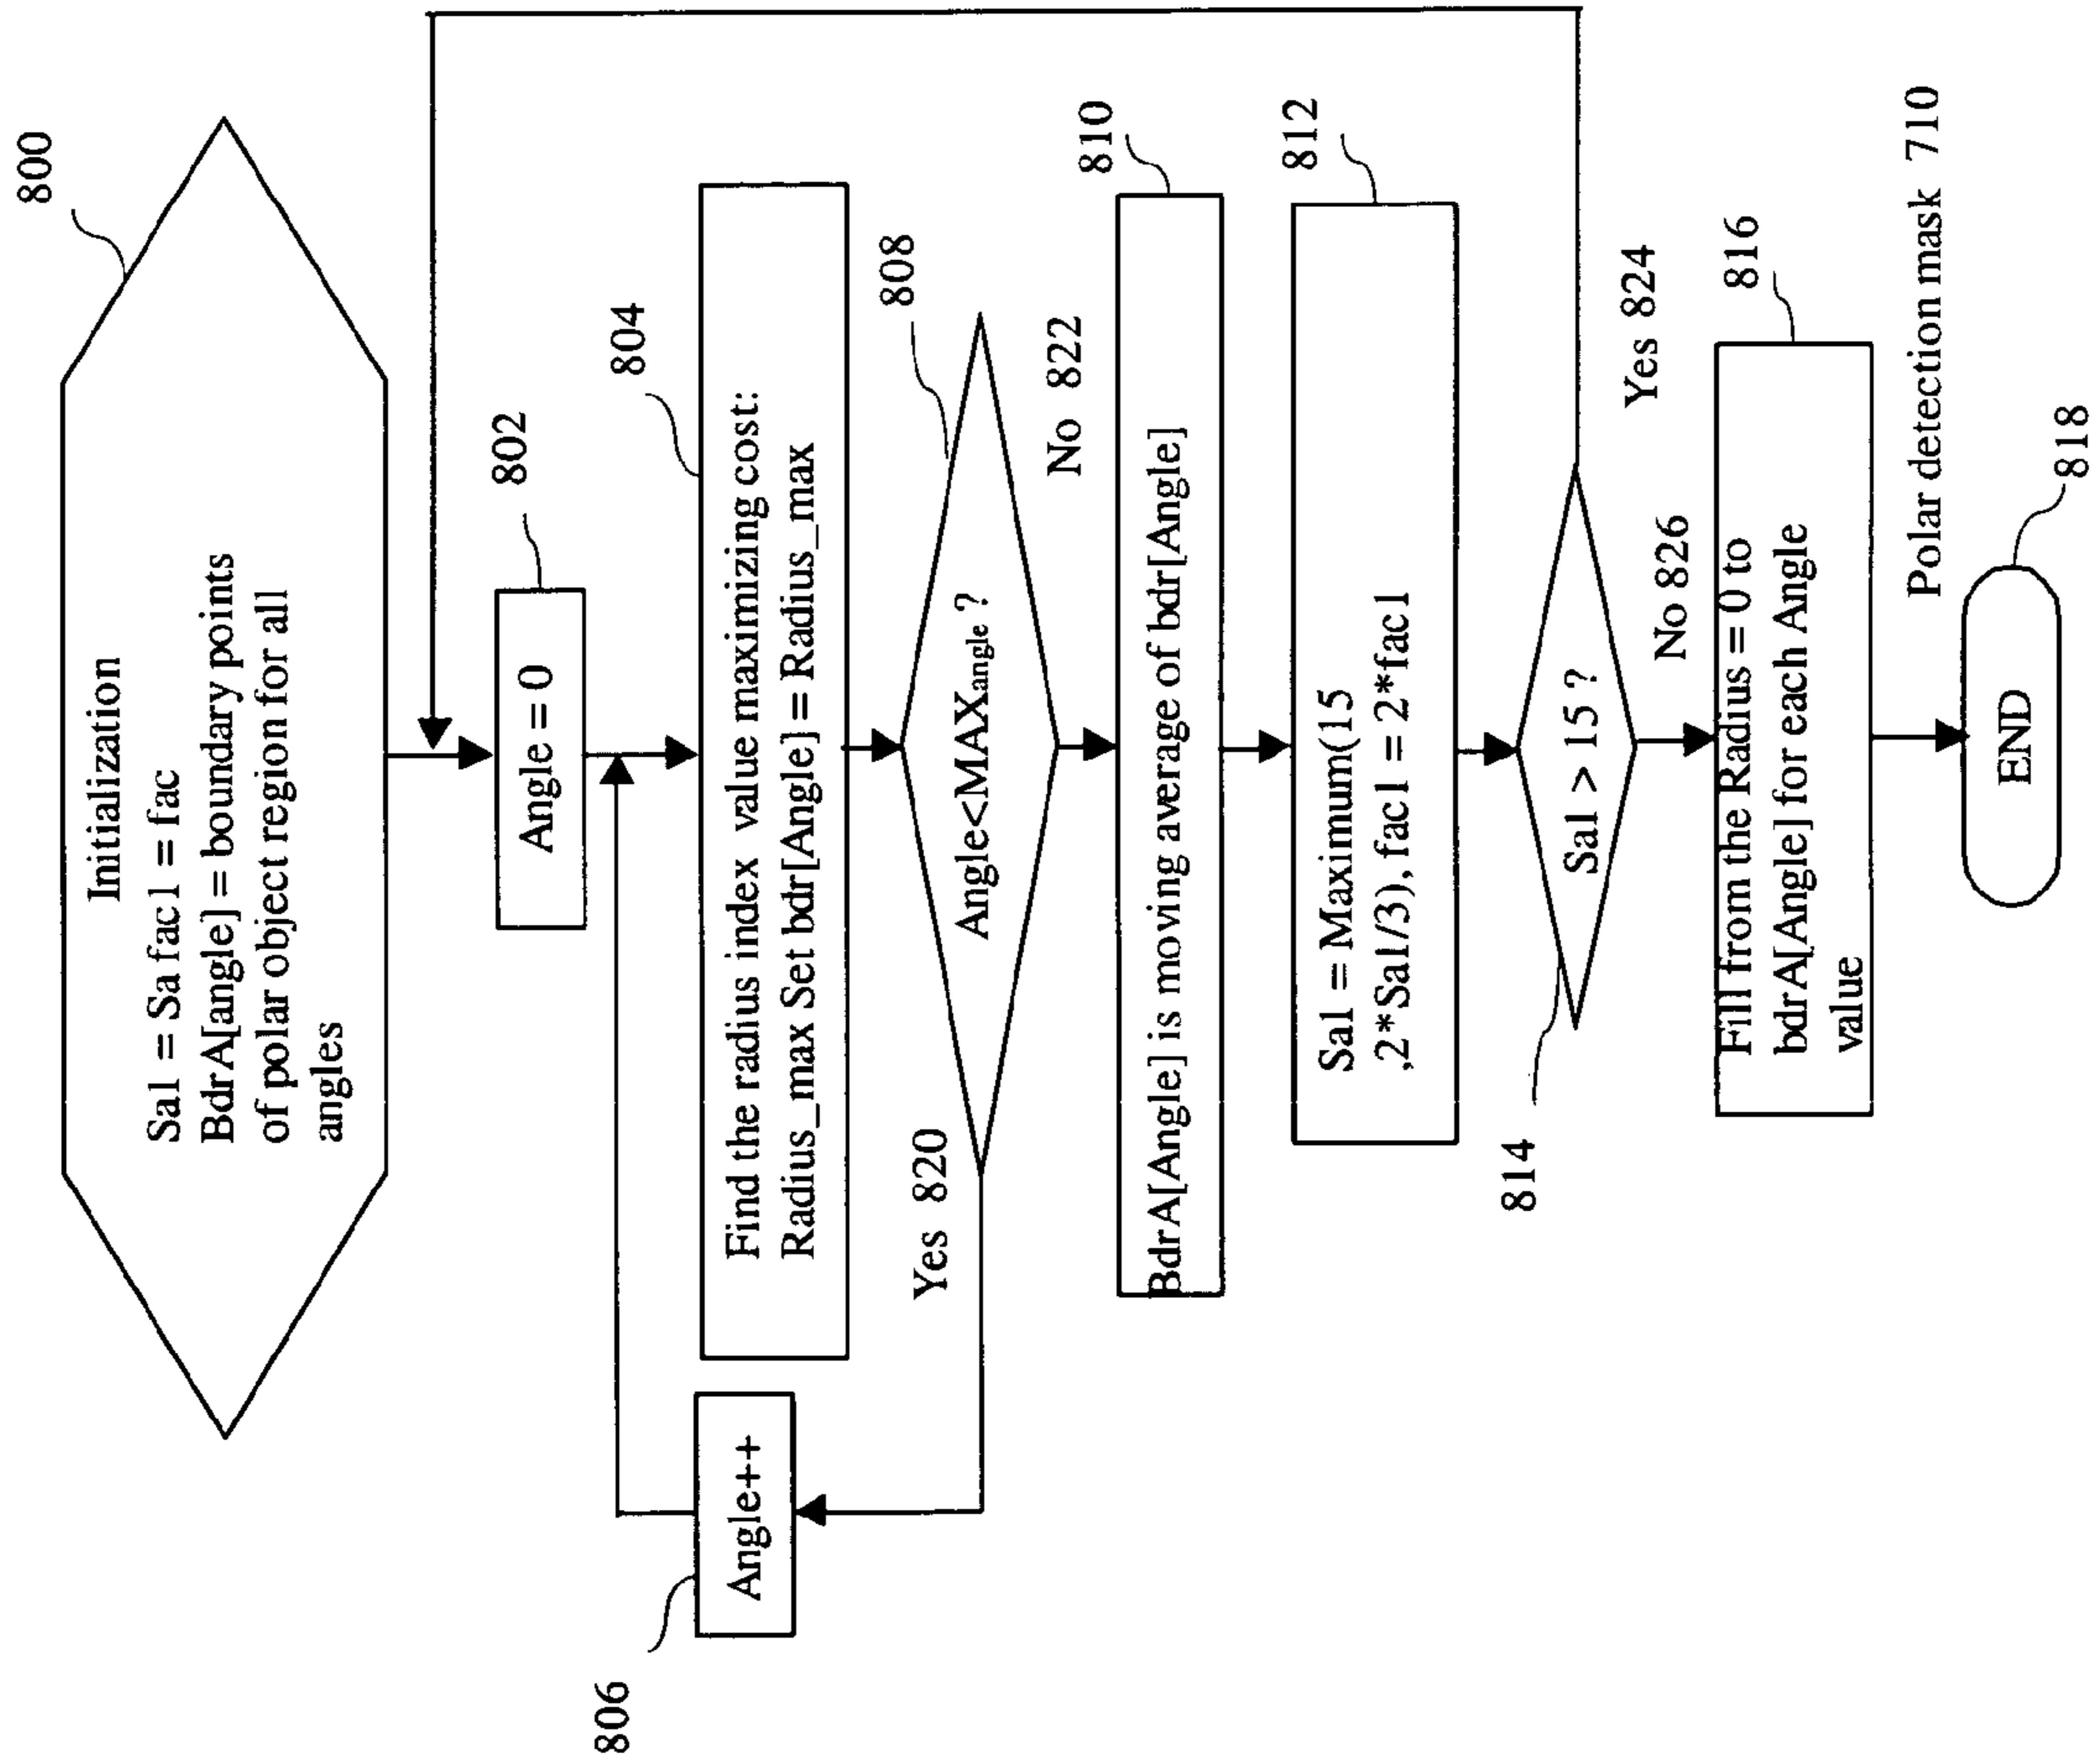 800
Initialization
Sa1 = Sa fac1 = fac
BdrA[angle] = boundary points
of polar object region for all
angles
802
Angle = 0
804
Find the radius index value maximizing cost:
Radius_max Set bdr[Angle] = Radius_max
806
Angle++
808
Angle<MAXangle ?
Yes 820
No 822
810
BdrA[Angle] is moving average of bdr[Angle]
812
Sa1 = Maximum(15
,2*Sa1/3), fac1 = 2*fac1
814
Sa1 > 15 ?
Yes 824
No 826
816
Fill from the Radius = 0 to
bdrA[Angle] for each Angle
value
Polar detection mask 710
END
818